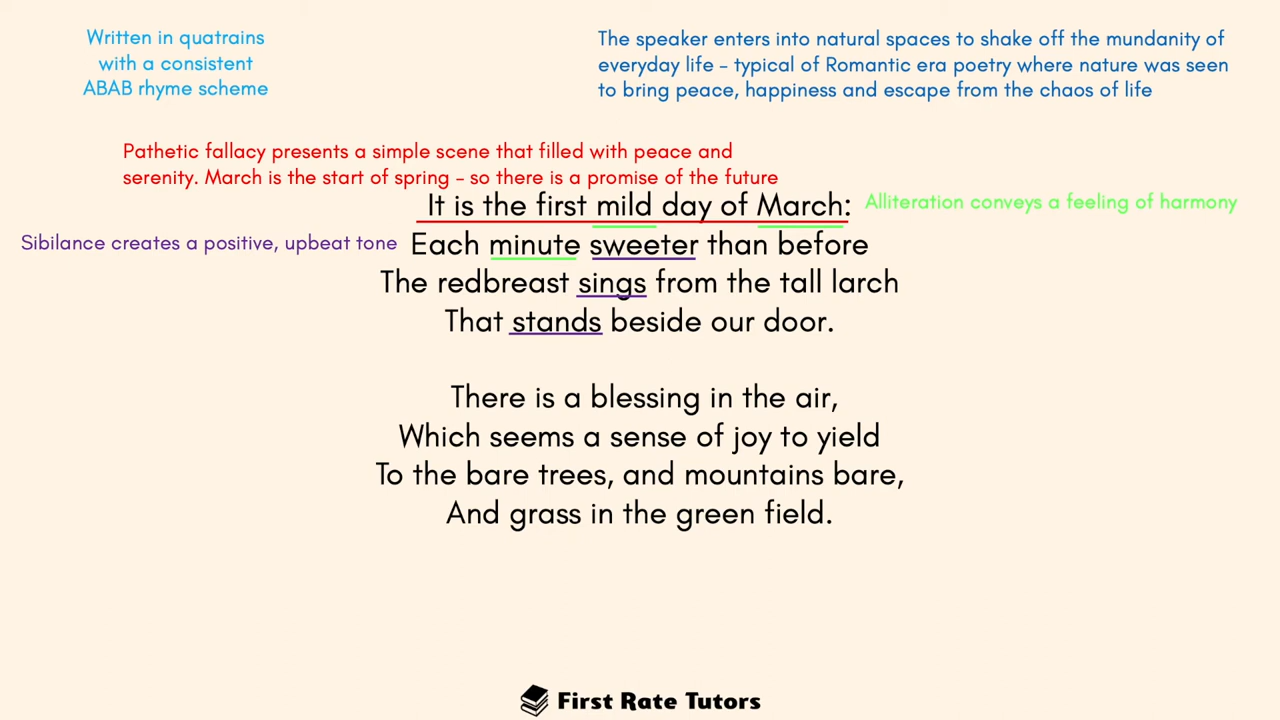 Written in quatrains
with a consistent
ABAB rhyme scheme
The speaker enters into natural spaces to shake off the mundanity of
everyday life - typical of Romantic era poetry where nature was seen
to bring peace, happiness and escape from the chaos of life
Pathetic fallacy presents a simple scene that filled with peace and
serenity. March is the start of spring - so there is a promise of the future
It is the first mild day of March:
Alliteration conveys a feeling of harmony
Sibilance creates a positive, upbeat tone
Each minute sweeter than before
The redbreast sings from the tall larch
That stands beside our door.
There is a blessing in the air,
Which seems a sense of joy to yield
To the bare trees, and mountains bare,
And grass in the green field.
First Rate Tutors